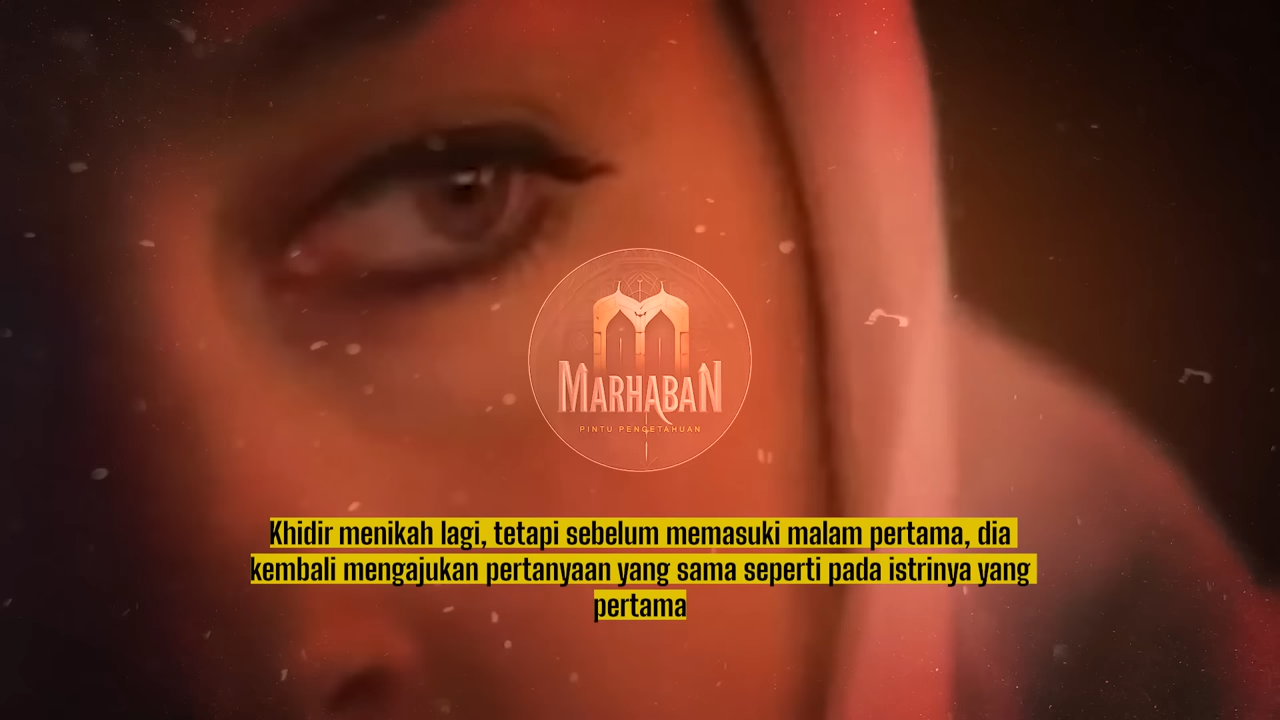 MARHABAN
PINTU PENGETAHUAN
Khidir menikah lagi, tetapi sebelum memasuki malam pertama, dia
kembali mengajukan pertanyaan yang sama seperti pada istrinya yang
pertama